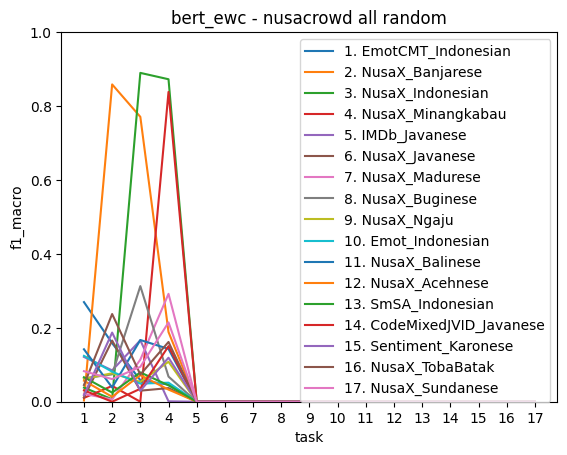 bert_ewc - nusacrowd all random
1.0
0.8
0.6
0.4
0.2
0.0
f1_macro
1. EmotCMT_Indonesian
2. NusaX_Banjarese
3. NusaX_Indonesian
4. NusaX_Minangkabau
5. IMDb_Javanese
6. NusaX_Javanese
7. NusaX_Madurese
8. NusaX_Buginese
9. NusaX_Ngaju
10. Emot_Indonesian
11. NusaX_Balinese
12. NusaX_Acehnese
13. SmSA_Indonesian
14. CodeMixedJVID_Javanese
15. Sentiment_Karonese
16. NusaX_TobaBatak
17. NusaX_Sundanese
1 2 3 4 5 6 7 8 9 10 11 12 13 14 15 16 17
task